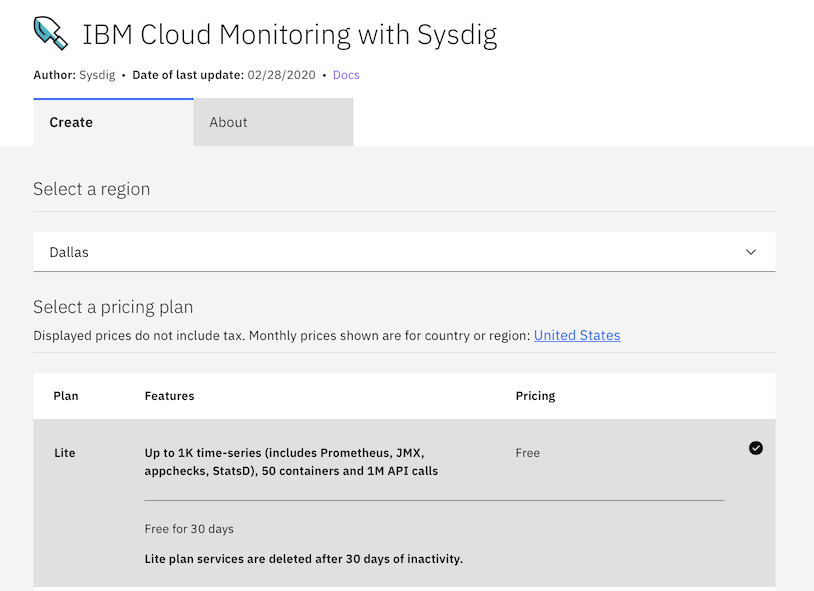 IBM Cloud Monitoring with Sysdig
Author: Sysdig • Date of last update: 02/28/2020 • Docs
Create
About
Select a region
Dallas
Select a pricing plan
Displayed prices do not include tax. Monthly prices shown are for country or region: United States
Plan
Features
Pricing
Lite
Up to 1K time-series (includes Prometheus, JMX,
appchecks, StatsD), 50 containers and 1M API calls
Free
Free for 30 days
Lite plan services are deleted after 30 days of inactivity.